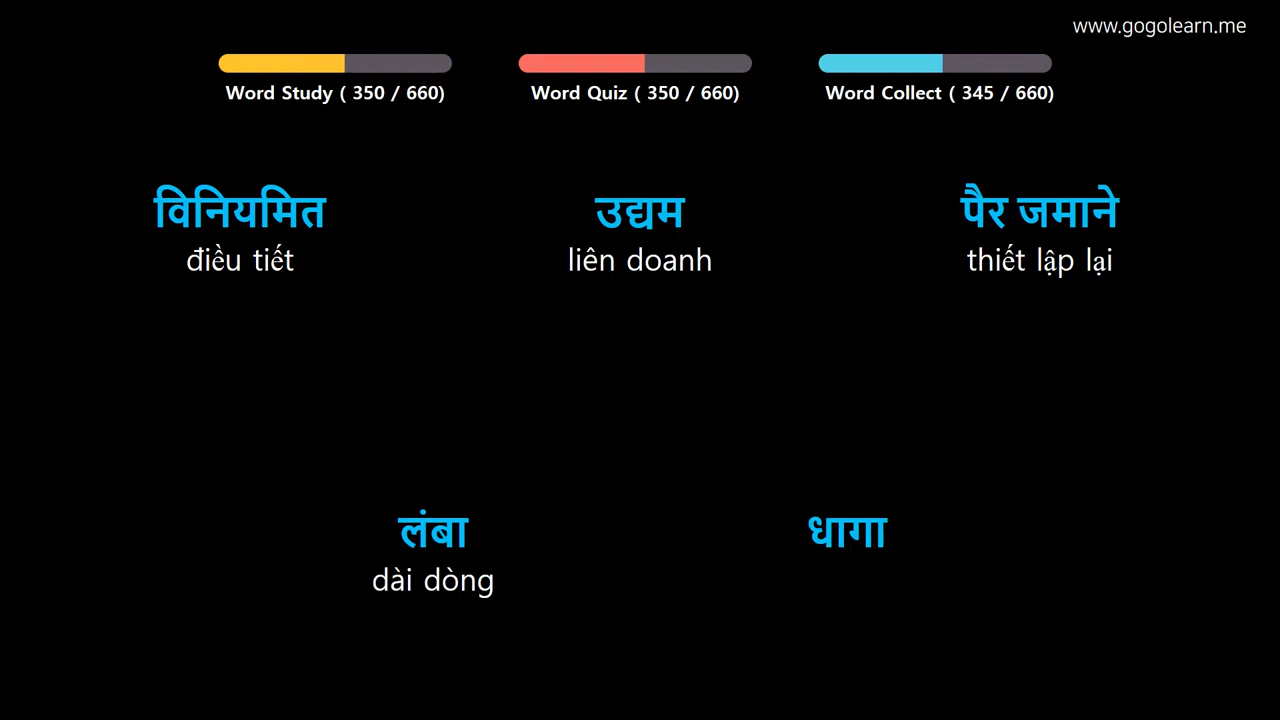 www.gogolearn.me
Word Study ( 350 / 660)
Word Quiz ( 350 / 660)
Word Collect ( 345 / 660)
विनियमित
उद्यम
पैर जमाने
điều tiết
liên doanh
thiết lập lại
लंबा
धागा
dài dòng